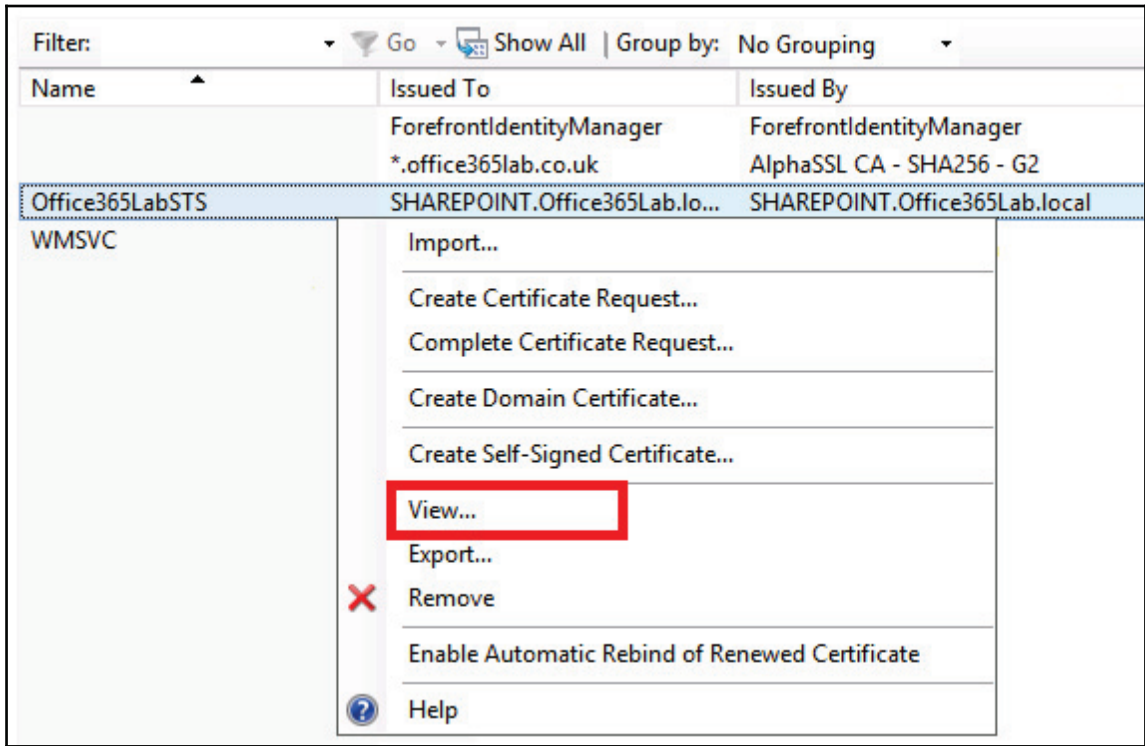 Filter: Go Show All | Group by: No Grouping
Name Issued To Issued By
ForefrontIdentityManager ForefrontIdentityManager
*.office365lab.co.uk AlphaSSL CA - SHA256 - G2
Office365LabSTS SHAREPOINT.Office365Lab.lo... SHAREPOINT.Office365Lab.local
WMSVC
Import...
Create Certificate Request...
Complete Certificate Request...
Create Domain Certificate...
Create Self-Signed Certificate...
View...
Export...
Remove
Enable Automatic Rebind of Renewed Certificate
Help